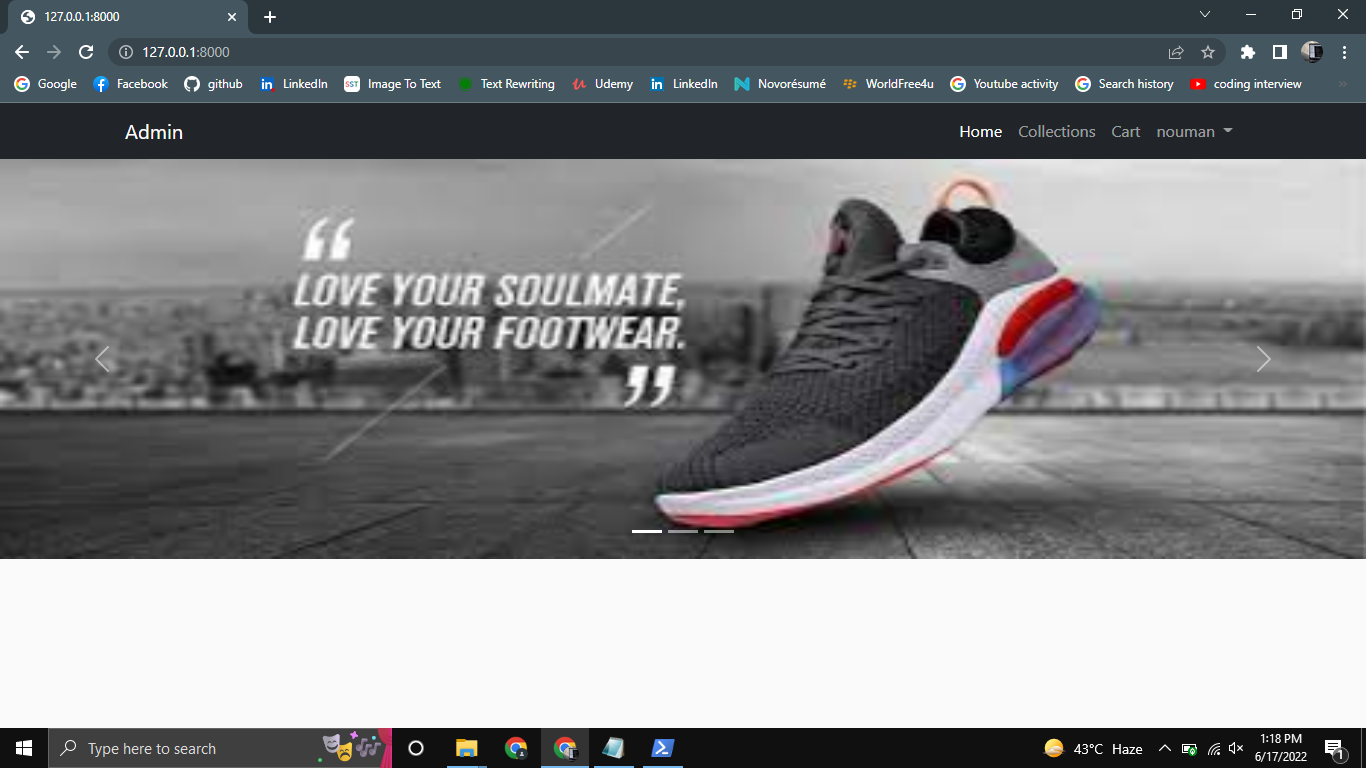 127.0.0.1:8000
127.0.0.1:8000
Google Facebook github LinkedIn SST Image To Text Text Rewriting Udemy LinkedIn Novorésumé WorldFree4u Youtube activity Search history coding interview
Admin Home Collections Cart nouman
“
LOVE YOUR SOULMATE,
LOVE YOUR FOOTWEAR.
”
Type here to search 43°C Haze 1:18 PM
6/17/2022 1